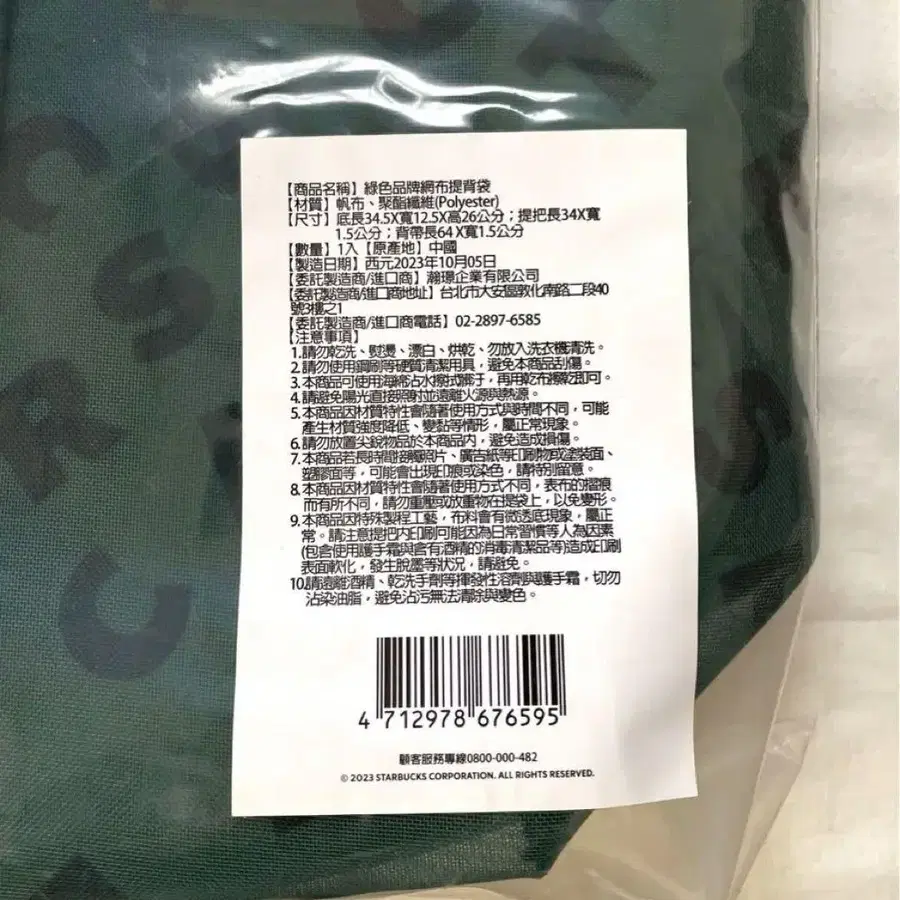 【商品名稱】綠色品牌網布提背袋
【材質】帆布、聚酯纖維(Polyester)
【尺寸】底長34.5X寬12.5X高26公分；提把長34X寬
1.5公分；背帶長64X寬1.5公分
【數量】1入【原產地】中國
【製造日期】西元2023年10月05日
【委託製造商/進口商】瀚璟企業有限公司
【委託製造商/進口商地址】台北市大安區敦化南路二段40
號3樓之1
【委託製造商/進口商電話】02-2897-6585
【注意事項】
1.請勿乾洗、熨燙、漂白、烘乾、勿放入洗衣機清洗。
2.請勿使用鋼刷等硬質清潔用具，避免本商品刮傷。
3.本商品可使用海綿沾水擦拭髒汙，再用乾布擦乾即可。
4.請避免陽光直接照射並遠離火源與熱源。
5.本商品因材質特性會隨著使用方式與時間不同，可能
產生材質強度降低、變黏等情形，屬正常現象。
6.請勿放置尖銳物品於本商品內，避免造成損傷。
7.本商品若長時間接觸照片、廣告紙等印刷物或塗裝面、
塑膠面等，可能會出現印痕或染色，請特別留意。
8.本商品因材質特性會隨著使用方式不同，表布的摺痕
而有所不同，請勿重壓或放重物在提袋上，以免變形。
9.本商品因特殊製程工藝，布料會有微透底現象，屬正
常。請注意提把內印刷可能因為日常習慣等人為因素
(包含使用護手霜與含有酒精的消毒清潔品等)造成印刷
表面軟化，發生脫墨等狀況，請避免。
10.請遠離酒精、乾洗手劑等揮發性溶劑與護手霜，切勿
沾染油脂，避免沾污無法清除與變色。
4 712978 676595
顧客服務專線0800-000-482
© 2023 STARBUCKS CORPORATION. ALL RIGHTS RESERVED.